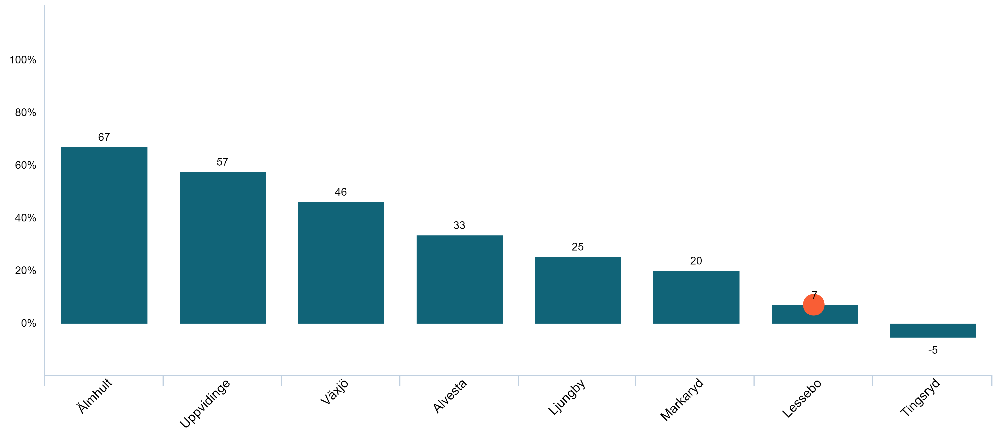 100%
80%
60%
40%
20%
0%
67
57
46
33
25
20
7
-5
Älmhult
Uppvidinge
Växjö
Alvesta
Ljungby
Markaryd
Lessebo
Tingsryd